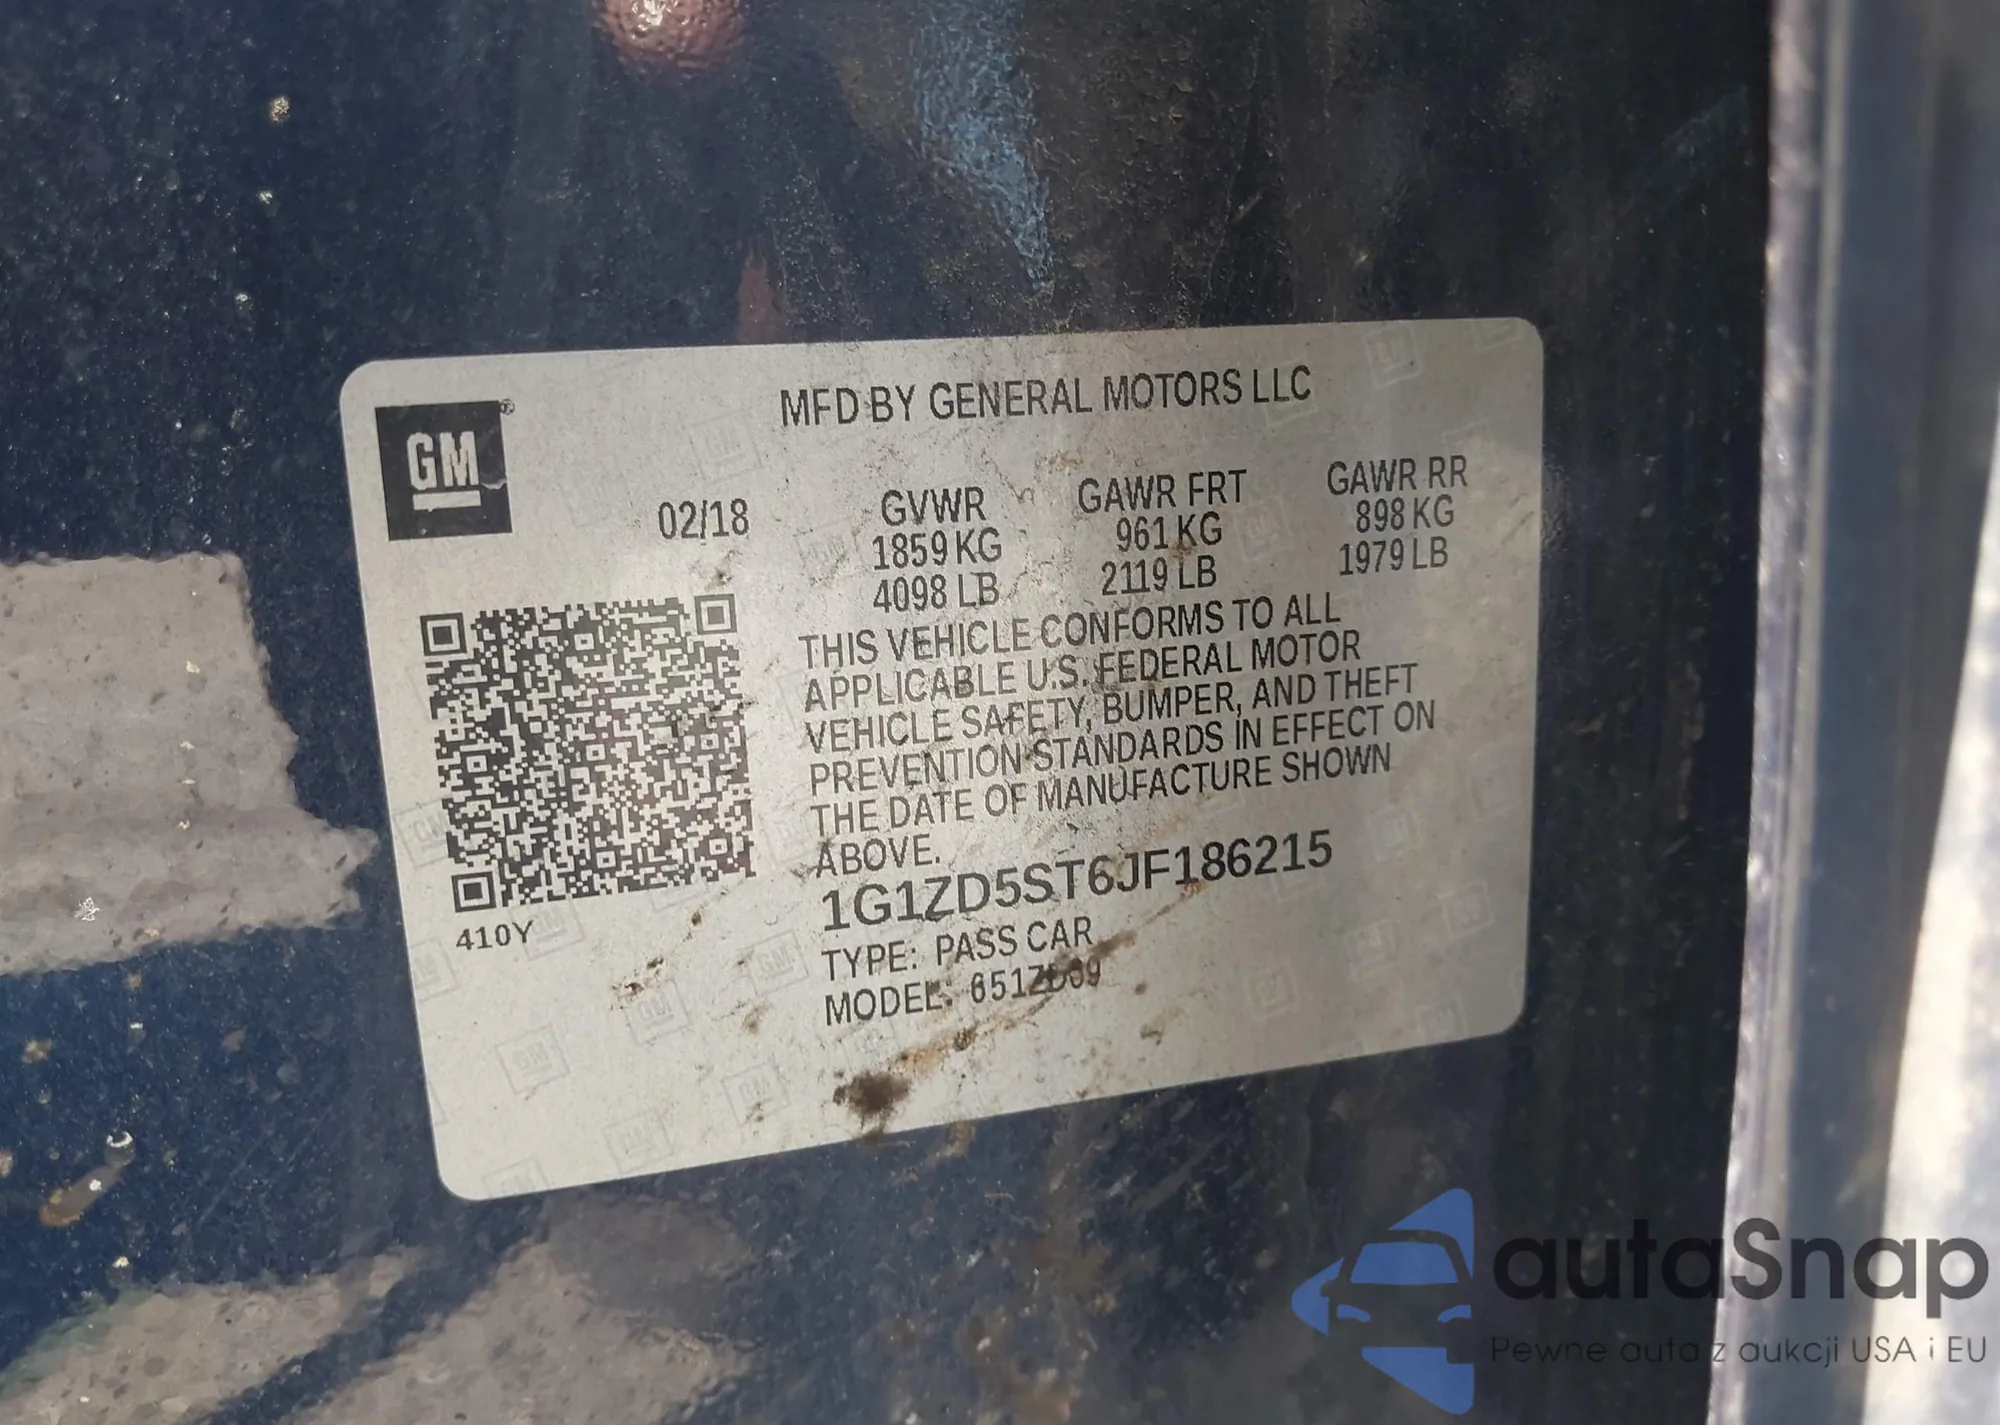 MFD BY GENERAL MOTORS LLC
GM
®
02/18
GVWR
1859 KG
4098 LB
GAWR FRT
961 KG
2119 LB
GAWR RR
898 KG
1979 LB
THIS VEHICLE CONFORMS TO ALL
APPLICABLE U.S. FEDERAL MOTOR
VEHICLE SAFETY, BUMPER, AND THEFT
PREVENTION STANDARDS IN EFFECT ON
THE DATE OF MANUFACTURE SHOWN
ABOVE.
1G1ZD5ST6JF186215
TYPE: PASS CAR
MODEL: 651ZD69
410Y
autaSnap
Pewne auta z aukcji USA i EU